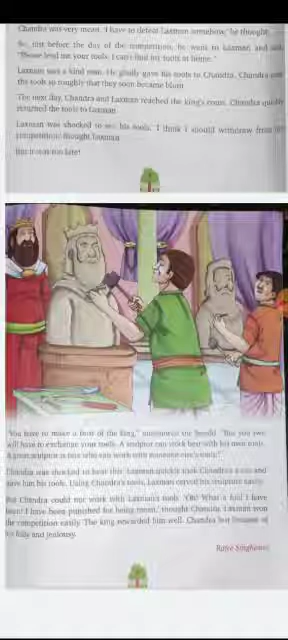 Chandra was very mean. 'I have to defeat Laxman somehow,' he thought.
So, just before the day of the competition, he went to Laxman and said,
"Please lend me your tools. I can't find my tools at home."
Laxman was a kind man. He gladly gave his tools to Chandra. Chandra used
the tools so roughly that they soon became blunt.
The next day, Chandra and Laxman reached the king's court. Chandra quickly
returned the tools to Laxman.
Laxman was shocked to see his tools. 'I think I should withdraw from the
competition,' thought Laxman.
But it was too late!
"You have to make a bust of the king," announced the herald. "But you two
will have to exchange your tools. A sculptor can work best with his own tools.
A great sculptor is one who can work with someone else's tools."
Chandra was shocked to hear this. Laxman quickly took Chandra's tools and
gave him his tools. Using Chandra's tools, Laxman carved his sculpture easily.
But Chandra could not work with Laxman's tools. 'Oh! What a fool I have
been! I have been punished for being mean,' thought Chandra. Laxman won
the competition easily. The king rewarded him well. Chandra lost because of
his folly and jealousy.